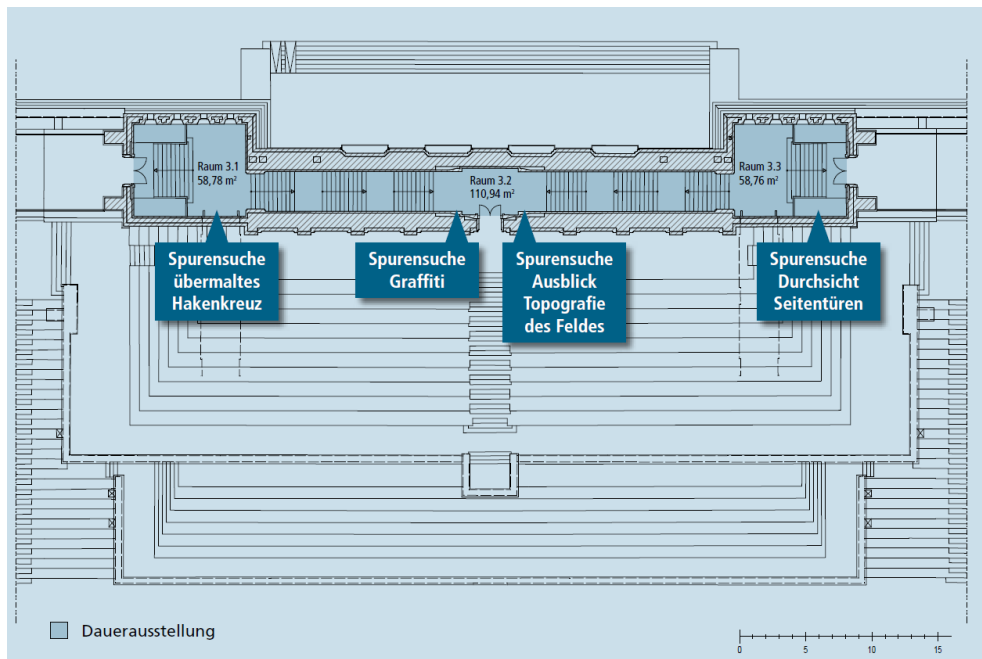 Raum 3.1
58,78 m²
Raum 3.2
110,94 m²
Raum 3.3
58,76 m²
Spurensuche
übermaltes
Hakenkreuz
Spurensuche
Graffiti
Spurensuche
Ausblick
Topografie
des Feldes
Spurensuche
Durchsicht
Seitentüren
Dauerausstellung
0 5 10 15